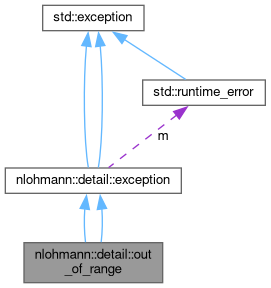 std::exception
std::runtime_error
m
nlohmann::detail::exception
nlohmann::detail::out
_of_range